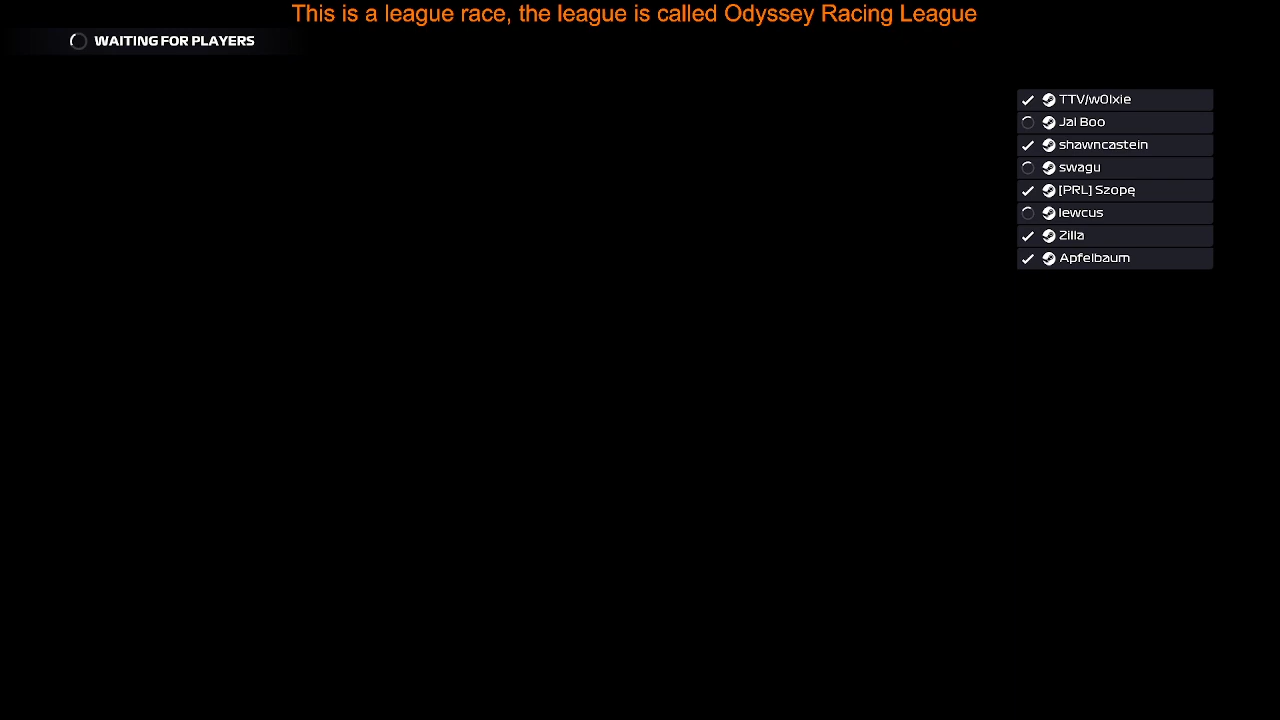 This is a league race, the league is called Odyssey Racing League
WAITING FOR PLAYERS
TTV/w0lxie
Jai Boo
shawncastein
swagu
[PRL] Szopę
lewcus
Zilla
Apfelbaum